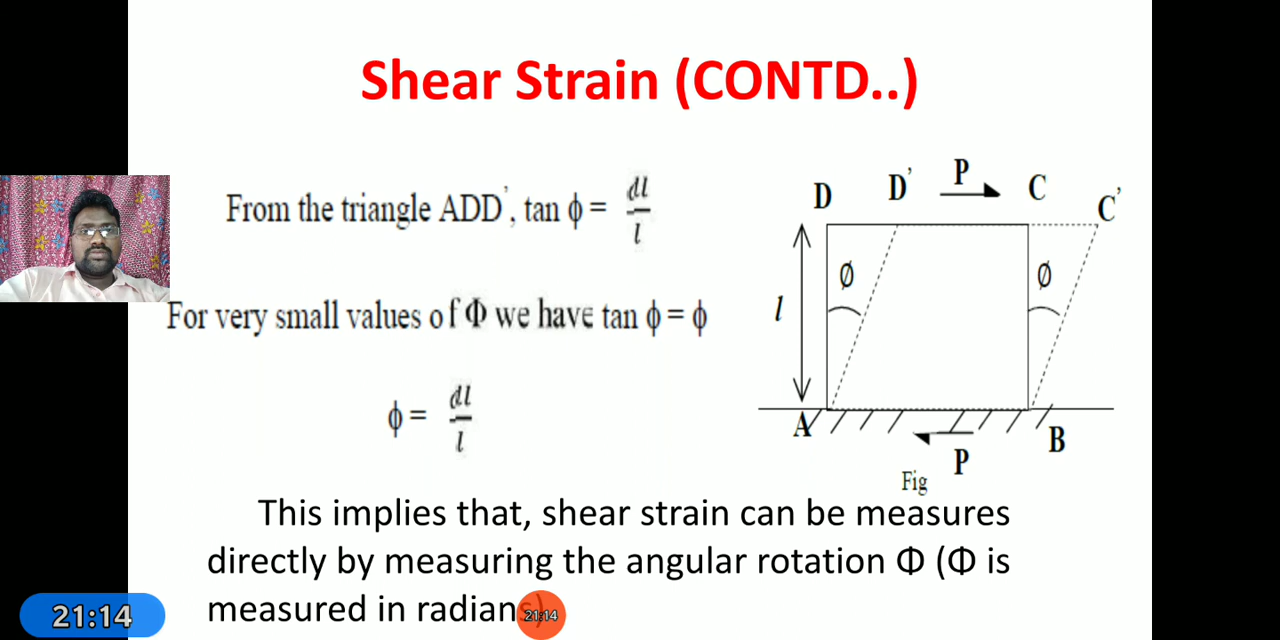 Shear Strain (CONTD..)
From the triangle ADD', tan ϕ = dl/l
For very small values of Φ we have tan ϕ = ϕ
ϕ = dl/l
D D' P C C'
Ø Ø
l
A B
P
Fig
This implies that, shear strain can be measures
directly by measuring the angular rotation Φ (Φ is
measured in radians)
21:14
21:14